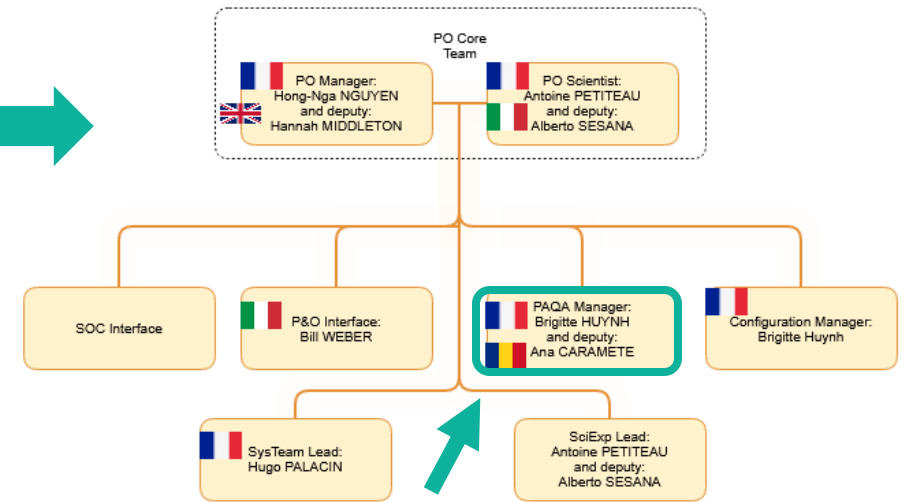 PO Core
Team
PO Manager:
Hong-Nga NGUYEN
and deputy:
Hannah MIDDLETON
PO Scientist:
Antoine PETITEAU
and deputy:
Alberto SESANA
SOC Interface
P&O Interface:
Bill WEBER
PAQA Manager:
Brigitte HUYNH
and deputy:
Ana CARAMETE
Configuration Manager:
Brigitte Huynh
SysTeam Lead:
Hugo PALACIN
SciExp Lead:
Antoine PETITEAU
and deputy:
Alberto SESANA